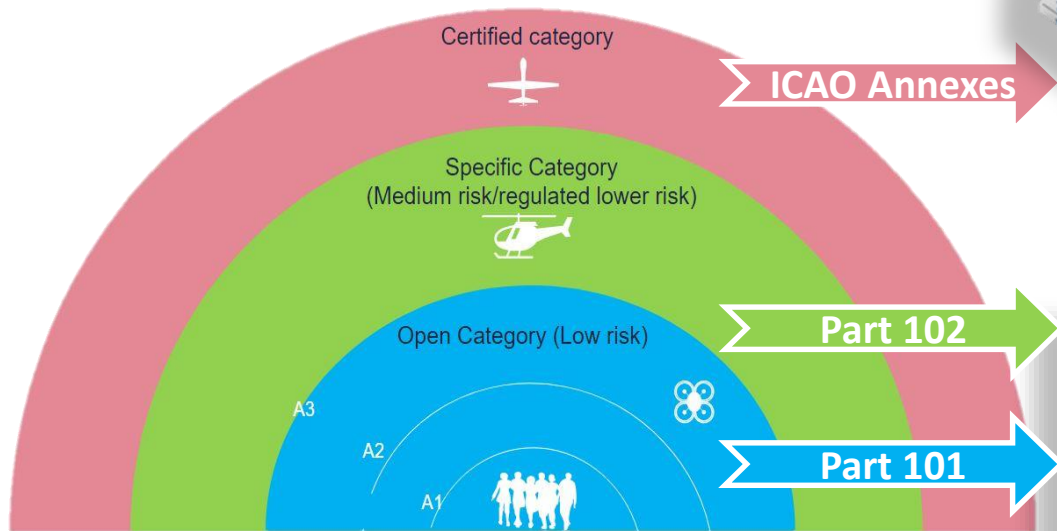 Certified category
ICAO Annexes
Specific Category
(Medium risk/regulated lower risk)
Part 102
Open Category (Low risk)
A3
A2
A1
Part 101